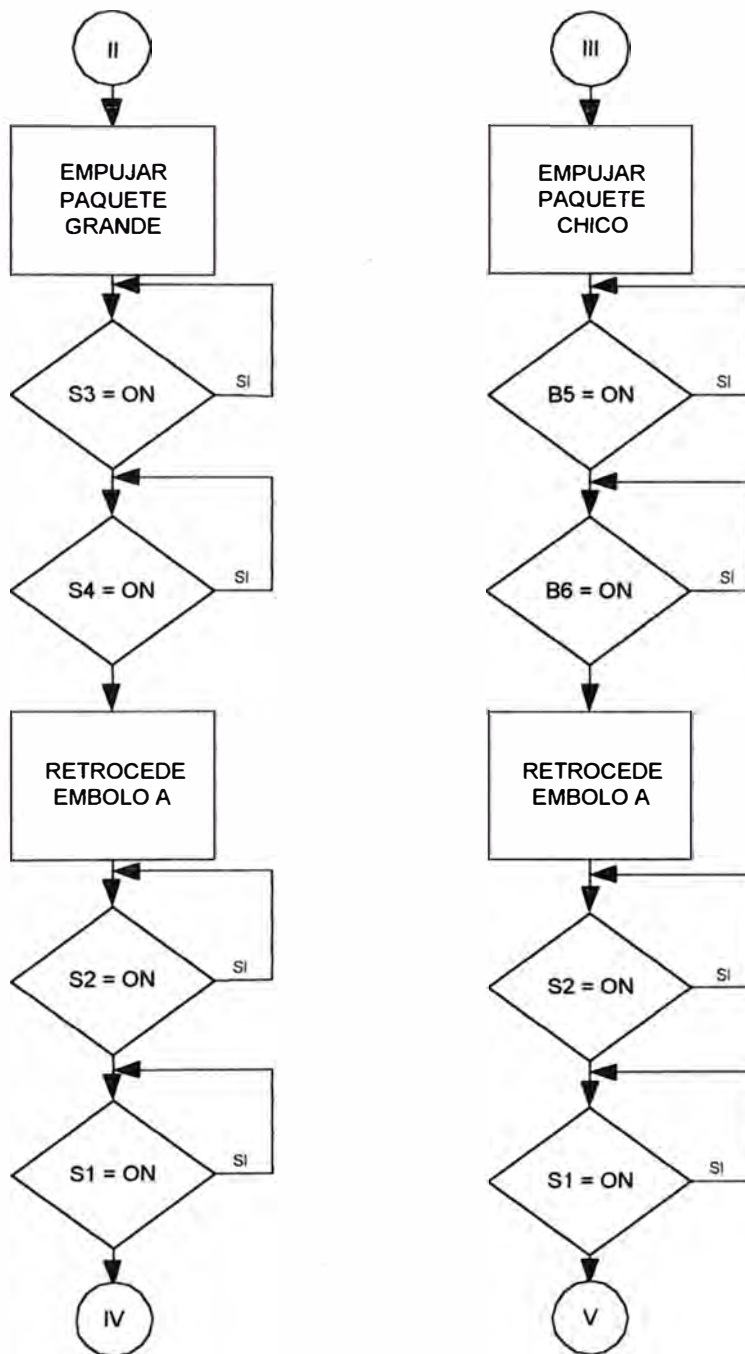 II
EMPUJAR
PAQUETE
GRANDE
S3 = ON
SI
S4 = ON
SI
RETROCEDE
EMBOLO A
S2 = ON
SI
S1 = ON
SI
IV
III
EMPUJAR
PAQUETE
CHICO
B5 = ON
SI
B6 = ON
SI
RETROCEDE
EMBOLO A
S2 = ON
SI
S1 = ON
SI
V